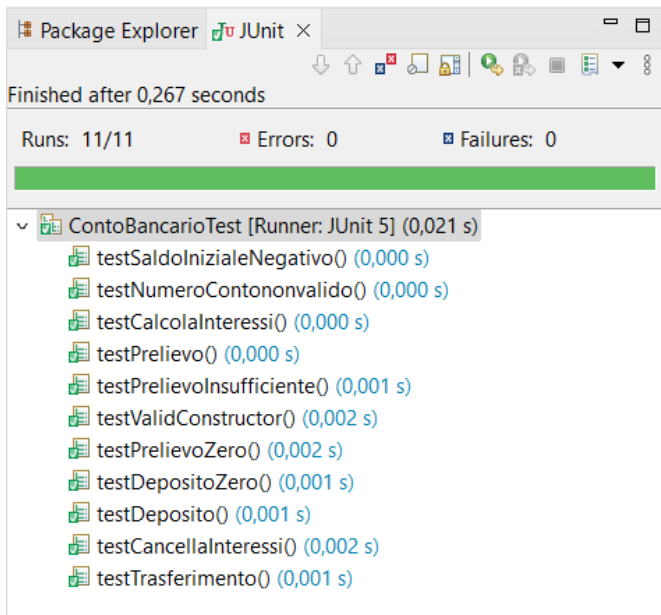 Package Explorer JUnit
Finished after 0,267 seconds
Runs: 11/11 Errors: 0 Failures: 0
ContoBancarioTest [Runner: JUnit 5] (0,021 s)
testSaldoInizialeNegativo() (0,000 s)
testNumeroContononvalido() (0,000 s)
testCalcolaInteressi() (0,000 s)
testPrelievo() (0,000 s)
testPrelievoInsufficiente() (0,001 s)
testValidConstructor() (0,002 s)
testPrelievoZero() (0,002 s)
testDepositoZero() (0,001 s)
testDeposito() (0,001 s)
testCancellaInteressi() (0,002 s)
testTrasferimento() (0,001 s)